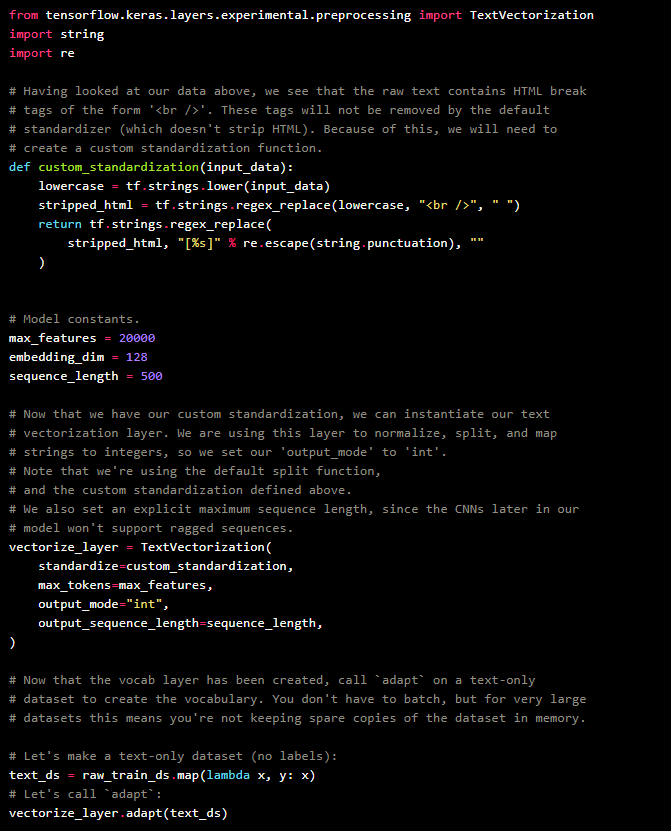 from tensorflow.keras.layers.experimental.preprocessing import TextVectorization
import string
import re

# Having looked at our data above, we see that the raw text contains HTML break
# tags of the form '<br />'. These tags will not be removed by the default
# standardizer (which doesn't strip HTML). Because of this, we will need to
# create a custom standardization function.
def custom_standardization(input_data):
    lowercase = tf.strings.lower(input_data)
    stripped_html = tf.strings.regex_replace(lowercase, "<br />", " ")
    return tf.strings.regex_replace(
        stripped_html, "[%s]" % re.escape(string.punctuation), ""
    )


# Model constants.
max_features = 20000
embedding_dim = 128
sequence_length = 500

# Now that we have our custom standardization, we can instantiate our text
# vectorization layer. We are using this layer to normalize, split, and map
# strings to integers, so we set our 'output_mode' to 'int'.
# Note that we're using the default split function,
# and the custom standardization defined above.
# We also set an explicit maximum sequence length, since the CNNs later in our
# model won't support ragged sequences.
vectorize_layer = TextVectorization(
    standardize=custom_standardization,
    max_tokens=max_features,
    output_mode="int",
    output_sequence_length=sequence_length,
)

# Now that the vocab layer has been created, call `adapt` on a text-only
# dataset to create the vocabulary. You don't have to batch, but for very large
# datasets this means you're not keeping spare copies of the dataset in memory.

# Let's make a text-only dataset (no labels):
text_ds = raw_train_ds.map(lambda x, y: x)
# Let's call `adapt`:
vectorize_layer.adapt(text_ds)